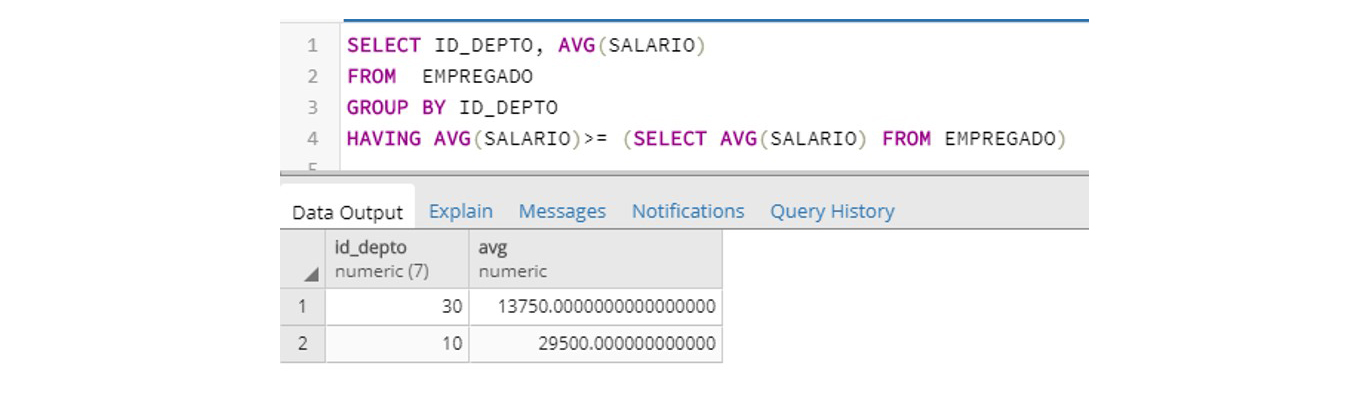 1 SELECT ID_DEPTO, AVG(SALARIO)
2 FROM  EMPREGADO
3 GROUP BY ID_DEPTO
4 HAVING AVG(SALARIO)>= (SELECT AVG(SALARIO) FROM EMPREGADO)
Data Output Explain Messages Notifications Query History
id_depto avg
numeric (7) numeric
1 30 13750.0000000000000000
2 10 29500.000000000000